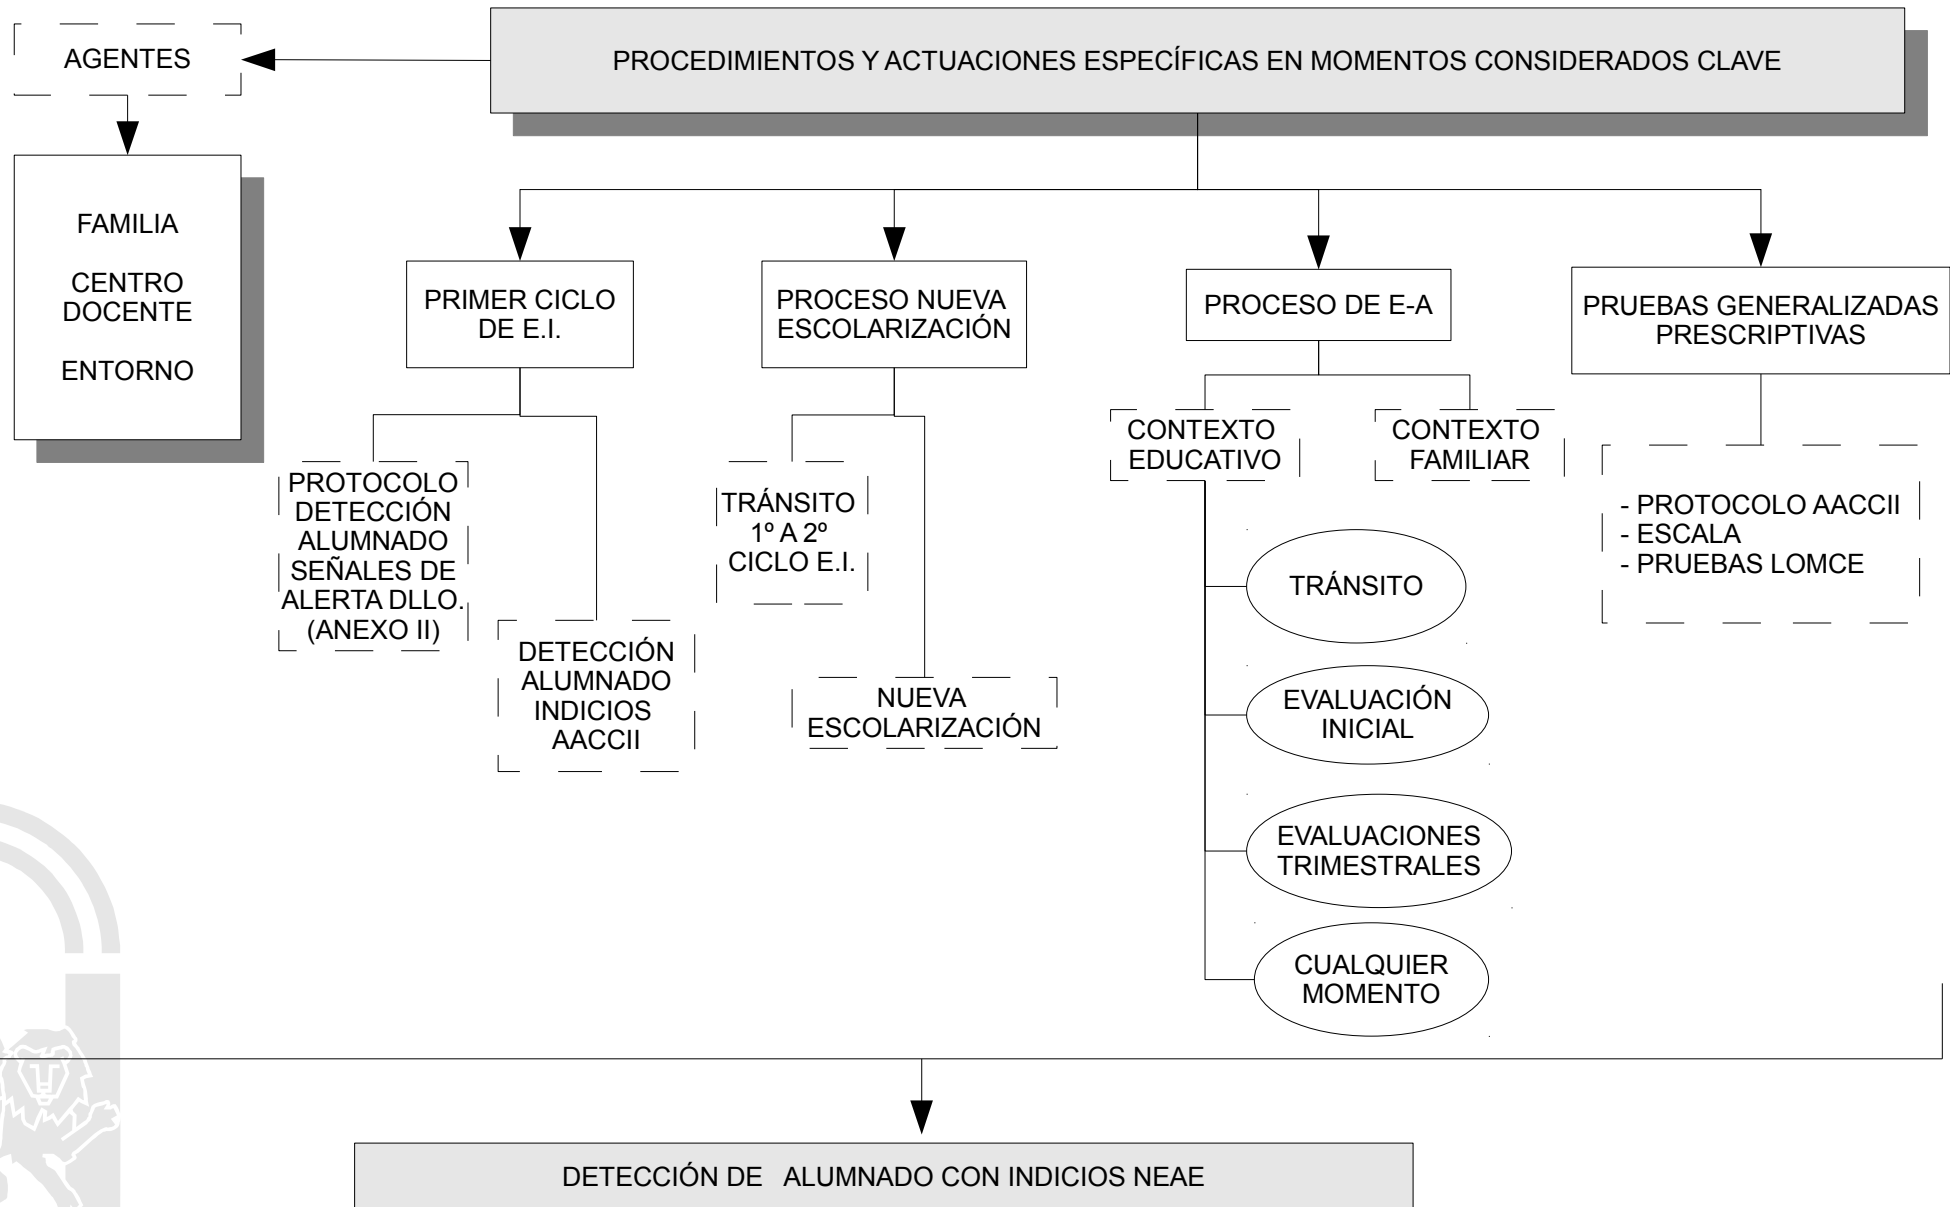 AGENTES
PROCEDIMIENTOS Y ACTUACIONES ESPECÍFICAS EN MOMENTOS CONSIDERADOS CLAVE
FAMILIA
CENTRO
DOCENTE
ENTORNO
PRIMER CICLO
DE E.I.
PROCESO NUEVA
ESCOLARIZACIÓN
PROCESO DE E-A
PRUEBAS GENERALIZADAS
PRESCRIPTIVAS
PROTOCOLO
DETECCIÓN
ALUMNADO
SEÑALES DE
ALERTA DLLO.
(ANEXO II)
DETECCIÓN
ALUMNADO
INDICIOS
AACCII
TRÁNSITO
1º A 2º
CICLO E.I.
NUEVA
ESCOLARIZACIÓN
CONTEXTO
EDUCATIVO
CONTEXTO
FAMILIAR
TRÁNSITO
EVALUACIÓN
INICIAL
EVALUACIONES
TRIMESTRALES
CUALQUIER
MOMENTO
- PROTOCOLO AACCII
- ESCALA
- PRUEBAS LOMCE
DETECCIÓN DE ALUMNADO CON INDICIOS NEAE